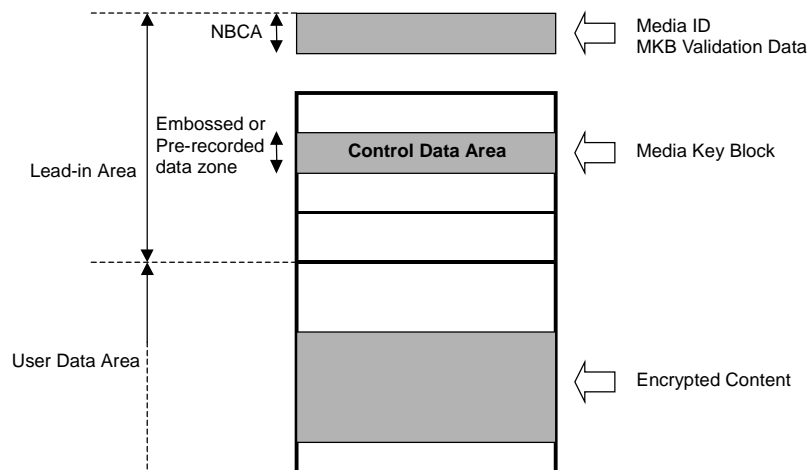 NBCA
Media ID
MKB Validation Data
Embossed or
Pre-recorded
data zone
Control Data Area
Media Key Block
Lead-in Area
User Data Area
Encrypted Content